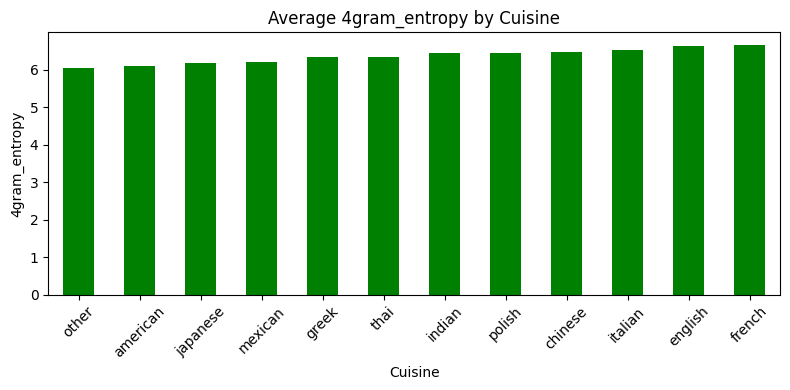 Average 4gram_entropy by Cuisine
4gram_entropy
6
5
4
3
2
1
0
other
american
japanese
mexican
greek
thai
indian
polish
chinese
italian
english
french
Cuisine